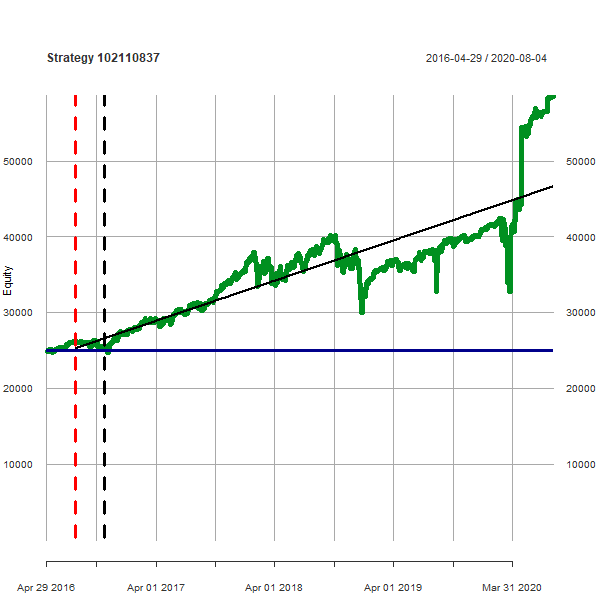 Strategy 102110837
2016-04-29 / 2020-08-04
50000
50000
40000
40000
Equity
30000
30000
20000
20000
10000
10000
Apr 29 2016
Apr 01 2017
Apr 01 2018
Apr 01 2019
Mar 31 2020